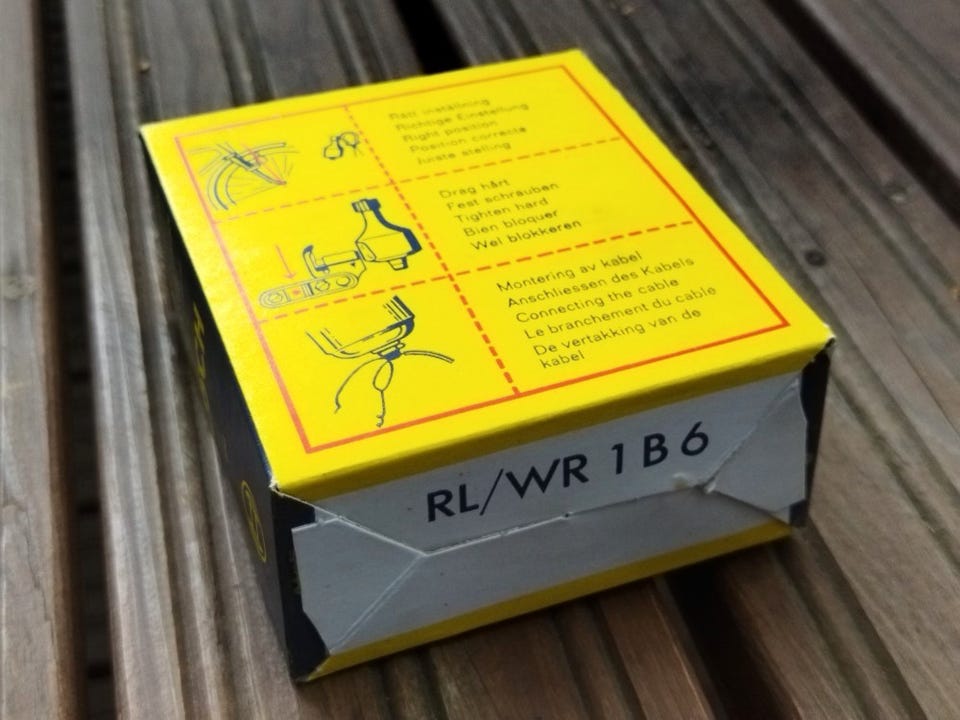 Rätt inställning
Richtige Einstellung
Right position
Position correcte
Juiste stelling
Drag hårt
Fest schrauben
Tighten hard
Bien bloquer
Wel blokkeren
Montering av kabel
Anschliessen des Kabels
Connecting the cable
Le branchement du cable
De vertakking van de
kabel
RL/WR 1 B 6